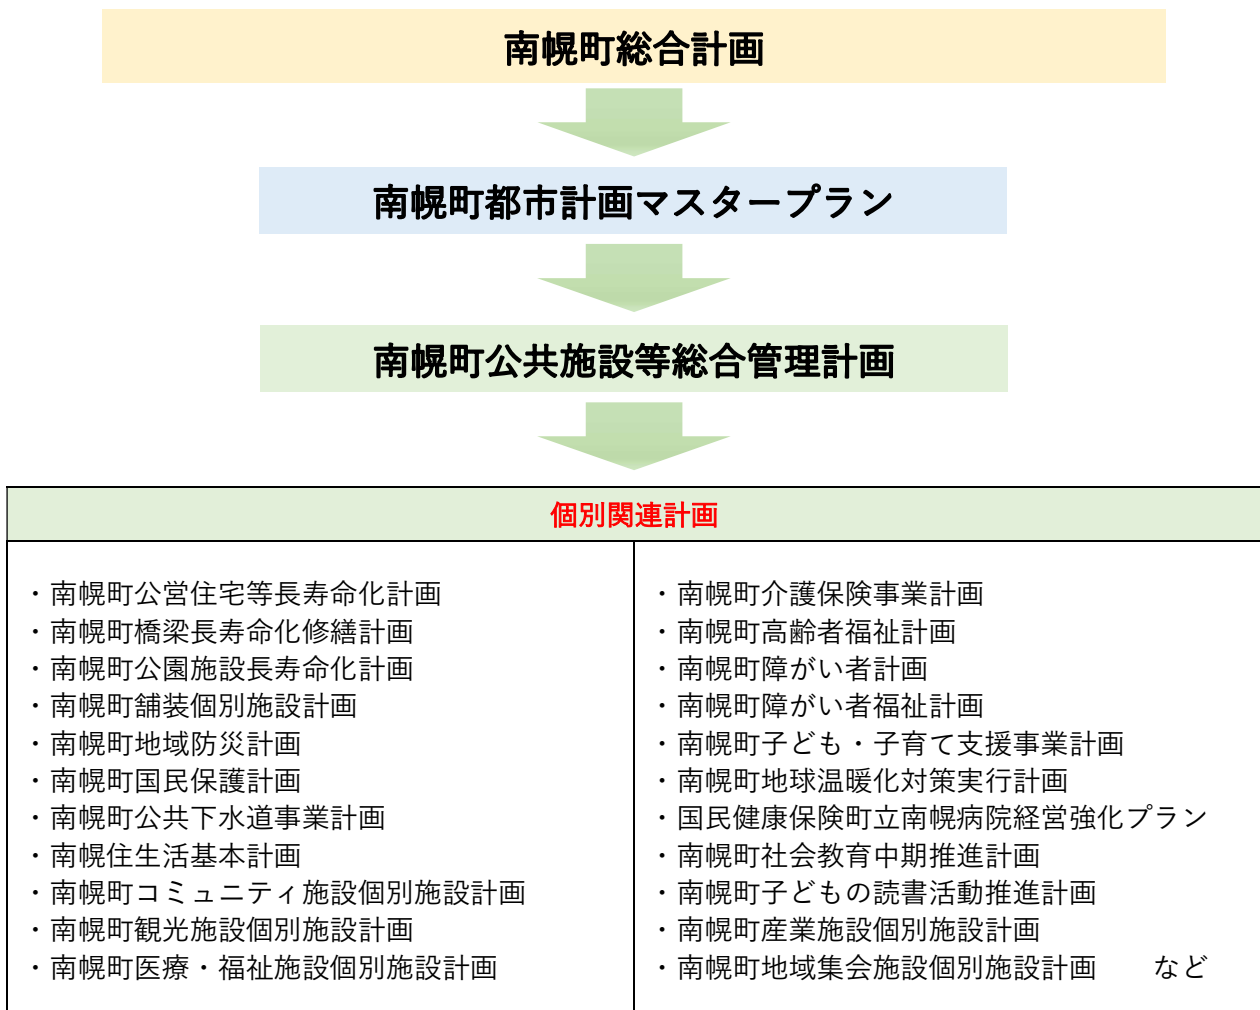 南幌町総合計画
南幌町都市計画マスタープラン
南幌町公共施設等総合管理計画
個別関連計画
・南幌町公営住宅等長寿命化計画
・南幌町橋梁長寿命化修繕計画
・南幌町公園施設長寿命化計画
・南幌町舗装個別施設計画
・南幌町地域防災計画
・南幌町国民保護計画
・南幌町公共下水道事業計画
・南幌住生活基本計画
・南幌町コミュニティ施設個別施設計画
・南幌町観光施設個別施設計画
・南幌町医療・福祉施設個別施設計画
・南幌町介護保険事業計画
・南幌町高齢者福祉計画
・南幌町障がい者計画
・南幌町障がい者福祉計画
・南幌町子ども・子育て支援事業計画
・南幌町地球温暖化対策実行計画
・国民健康保険町立南幌病院経営強化プラン
・南幌町社会教育中期推進計画
・南幌町子どもの読書活動推進計画
・南幌町産業施設個別施設計画
・南幌町地域集会施設個別施設計画　　など